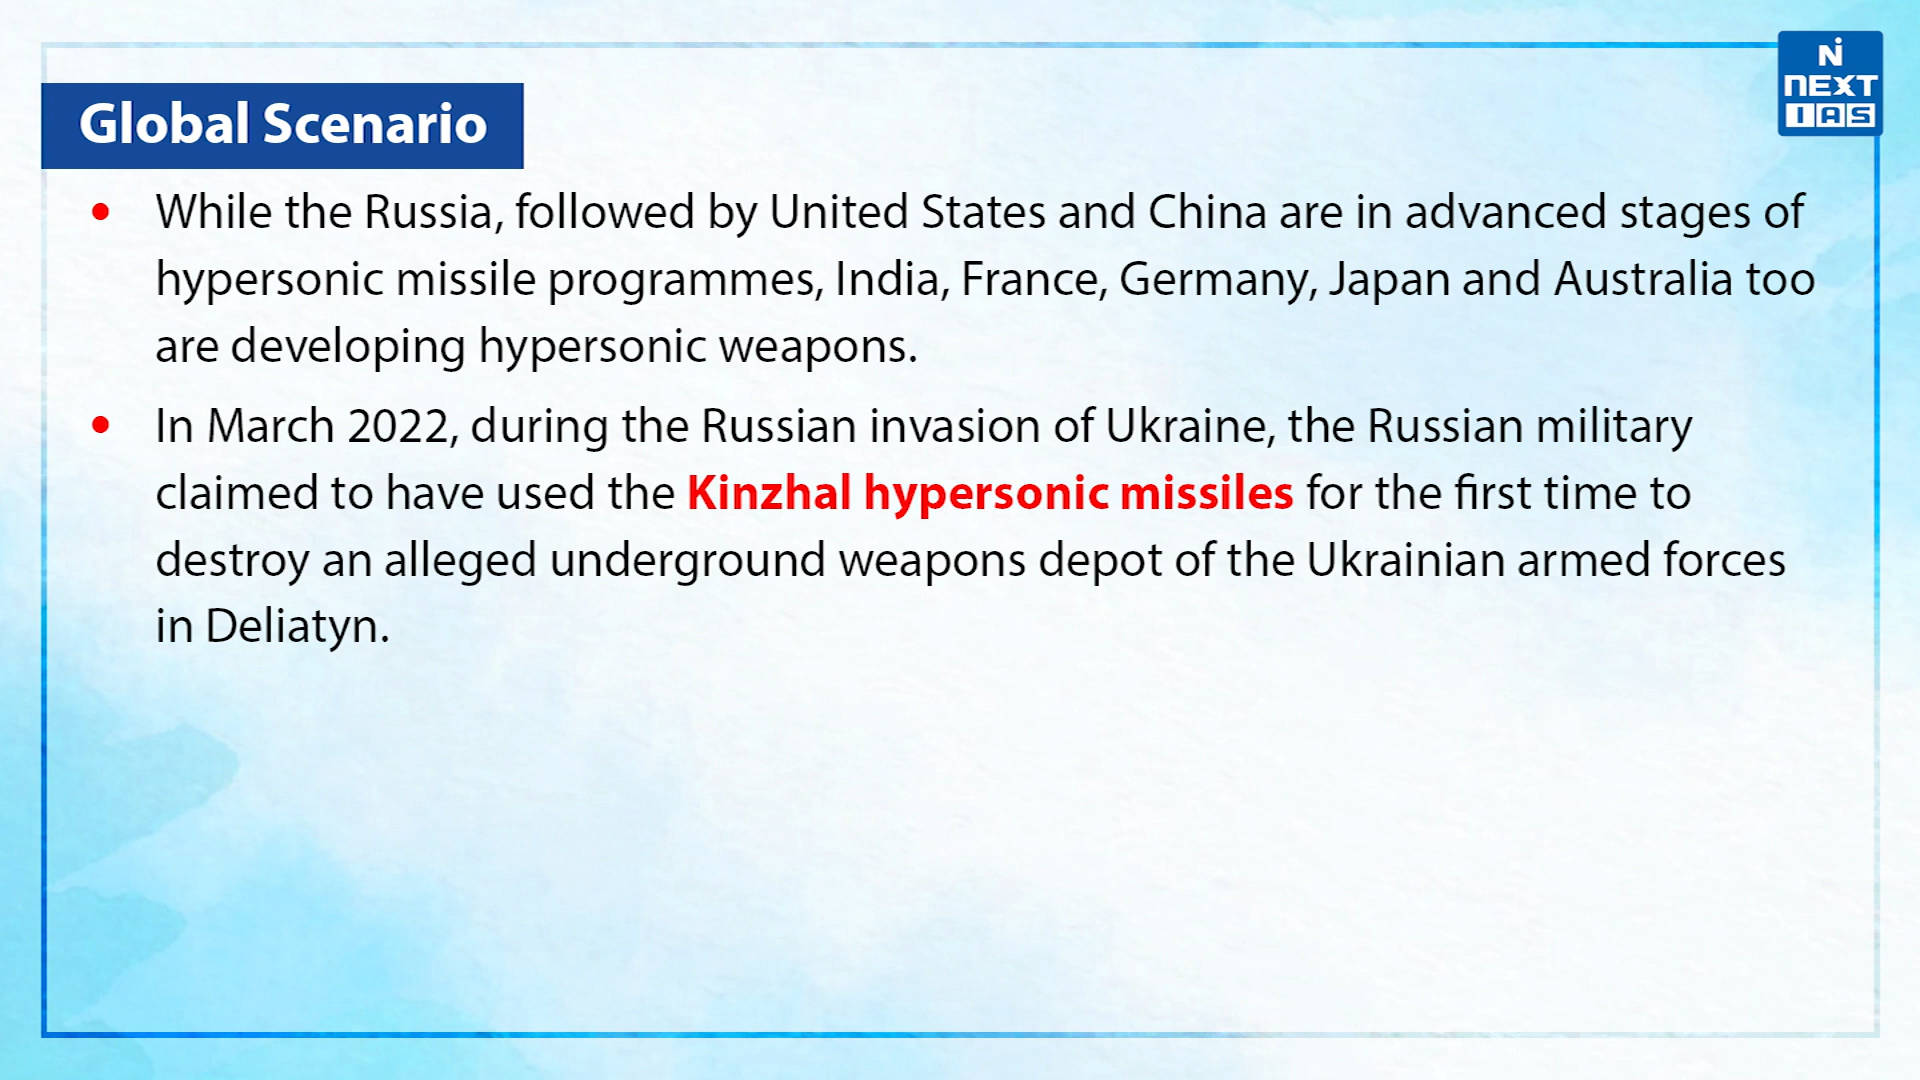 Global Scenario
N
NEXT
IAS
• While the Russia, followed by United States and China are in advanced stages of
hypersonic missile programmes, India, France, Germany, Japan and Australia too
are developing hypersonic weapons.
• In March 2022, during the Russian invasion of Ukraine, the Russian military
claimed to have used the Kinzhal hypersonic missiles for the first time to
destroy an alleged underground weapons depot of the Ukrainian armed forces
in Deliatyn.